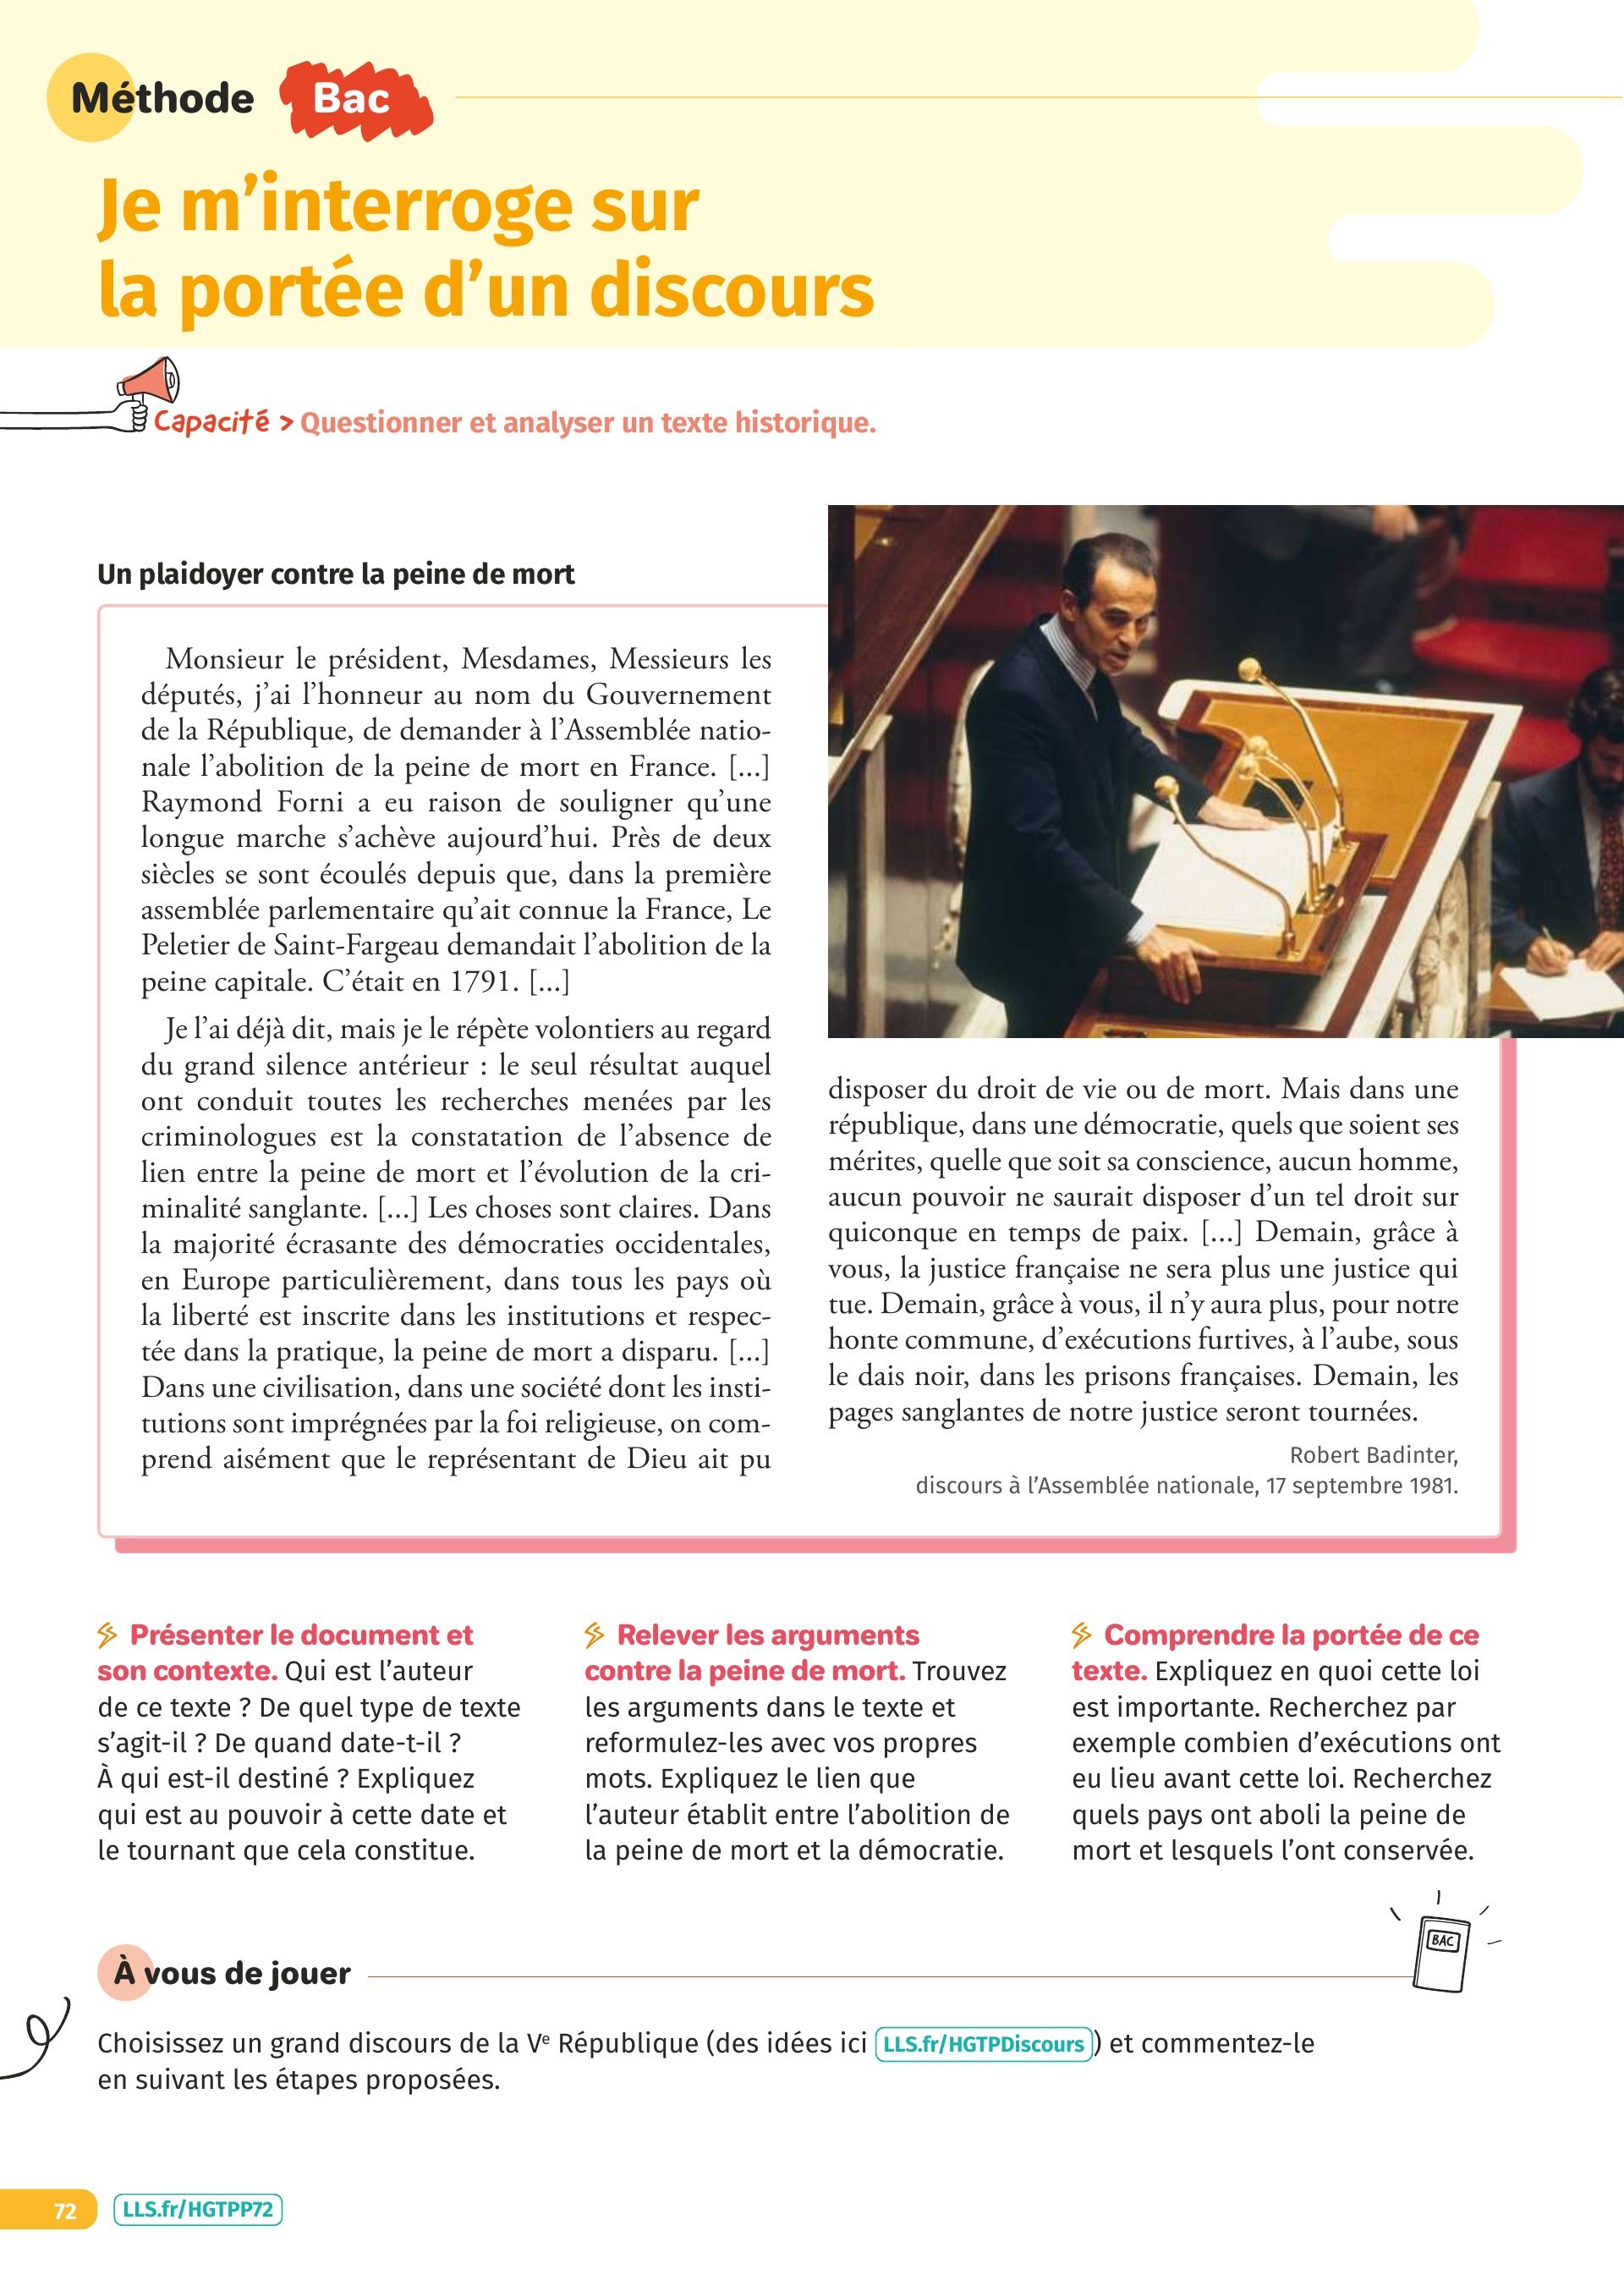 Méthode Bac
Je m’interroge sur
la portée d’un discours
Capacité > Questionner et analyser un texte historique.
Un plaidoyer contre la peine de mort
Monsieur le président, Mesdames, Messieurs les
députés, j’ai l’honneur au nom du Gouvernement
de la République, de demander à l’Assemblée natio-
nale l’abolition de la peine de mort en France. [...]
Raymond Forni a eu raison de souligner qu’une
longue marche s’achève aujourd’hui. Près de deux
siècles se sont écoulés depuis que, dans la première
assemblée parlementaire qu’ait connue la France, Le
Peletier de Saint-Fargeau demandait l’abolition de la
peine capitale. C’était en 1791. [...]
Je l’ai déjà dit, mais je le répète volontiers au regard
du grand silence antérieur : le seul résultat auquel
ont conduit toutes les recherches menées par les
criminologues est la constatation de l’absence de
lien entre la peine de mort et l’évolution de la cri-
minalité sanglante. [...] Les choses sont claires. Dans
la majorité écrasante des démocraties occidentales,
en Europe particulièrement, dans tous les pays où
la liberté est inscrite dans les institutions et respec-
tée dans la pratique, la peine de mort a disparu. [...]
Dans une civilisation, dans une société dont les insti-
tutions sont imprégnées par la foi religieuse, on com-
prend aisément que le représentant de Dieu ait pu
disposer du droit de vie ou de mort. Mais dans une
république, dans une démocratie, quels que soient ses
mérites, quelle que soit sa conscience, aucun homme,
aucun pouvoir ne saurait disposer d’un tel droit sur
quiconque en temps de paix. [...] Demain, grâce à
vous, la justice française ne sera plus une justice qui
tue. Demain, grâce à vous, il n’y aura plus, pour notre
honte commune, d’exécutions furtives, à l’aube, sous
le dais noir, dans les prisons françaises. Demain, les
pages sanglantes de notre justice seront tournées.
Robert Badinter,
discours à l’Assemblée nationale, 17 septembre 1981.
Présenter le document et
son contexte. Qui est l’auteur
de ce texte ? De quel type de texte
s’agit-il ? De quand date-t-il ?
À qui est-il destiné ? Expliquez
qui est au pouvoir à cette date et
le tournant que cela constitue.
Relever les arguments
contre la peine de mort. Trouvez
les arguments dans le texte et
reformulez-les avec vos propres
mots. Expliquez le lien que
l’auteur établit entre l’abolition de
la peine de mort et la démocratie.
Comprendre la portée de ce
texte. Expliquez en quoi cette loi
est importante. Recherchez par
exemple combien d’exécutions ont
eu lieu avant cette loi. Recherchez
quels pays ont aboli la peine de
mort et lesquels l’ont conservée.
BAC
À vous de jouer
Choisissez un grand discours de la Ve République (des idées ici LLS.fr/HGTPDiscours) et commentez-le
en suivant les étapes proposées.
72 LLS.fr/HGTPP72